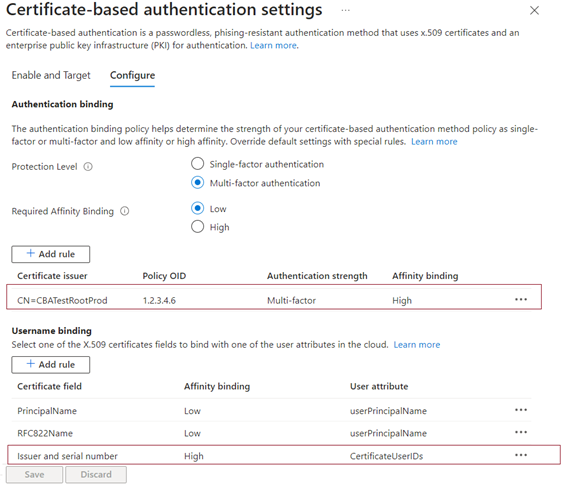 Certificate-based authentication settings ...
Certificate-based authentication is a passwordless, phising-resistant authentication method that uses x.509 certificates and an
enterprise public key infrastructure (PKI) for authentication. Learn more.
Enable and Target Configure
Authentication binding
The authentication binding policy helps determine the strength of your certificate-based authentication method policy as single-
factor or multi-factor and low affinity or high affinity. Override default settings with special rules. Learn more
Protection Level Single-factor authentication
Multi-factor authentication
Required Affinity Binding Low
High
+ Add rule
Certificate issuer Policy OID Authentication strength Affinity binding
CN=CBATestRootProd 1.2.3.4.6 Multi-factor High ...
Username binding
Select one of the X.509 certificates fields to bind with one of the user attributes in the cloud. Learn more
+ Add rule
Certificate field Affinity binding User attribute
PrincipalName Low userPrincipalName ...
RFC822Name Low userPrincipalName ...
Issuer and serial number High CertificateUserIDs ...
Save Discard